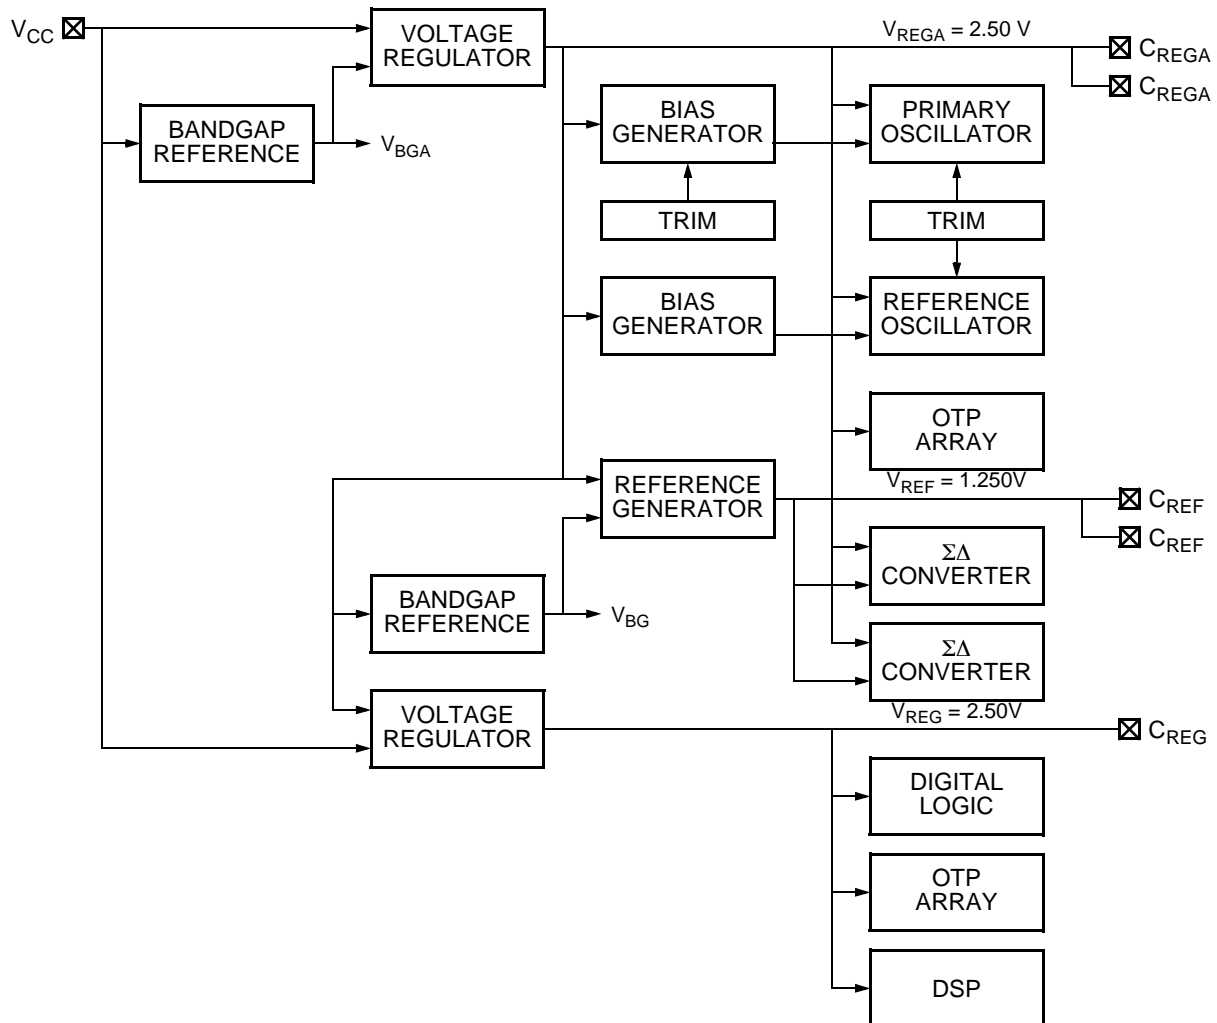 VCC
VOLTAGE
REGULATOR
VREGA = 2.50 V
CREGA
CREGA
BANDGAP
REFERENCE
VBGA
BIAS
GENERATOR
PRIMARY
OSCILLATOR
TRIM
TRIM
BIAS
GENERATOR
REFERENCE
OSCILLATOR
OTP
ARRAY
REFERENCE
GENERATOR
VREF = 1.250V
CREF
CREF
ΣΔ
CONVERTER
BANDGAP
REFERENCE
VBG
ΣΔ
CONVERTER
VOLTAGE
REGULATOR
VREG = 2.50V
CREG
DIGITAL
LOGIC
OTP
ARRAY
DSP